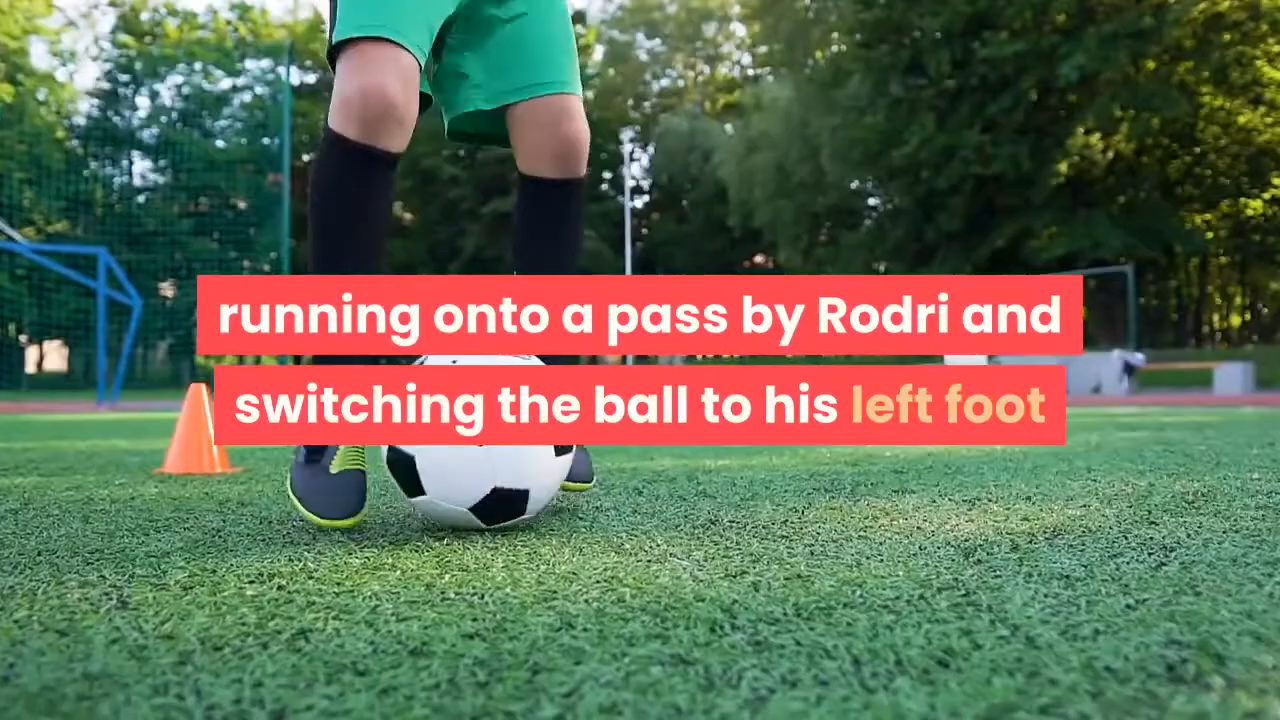 running onto a pass by Rodri and
switching the ball to his left foot